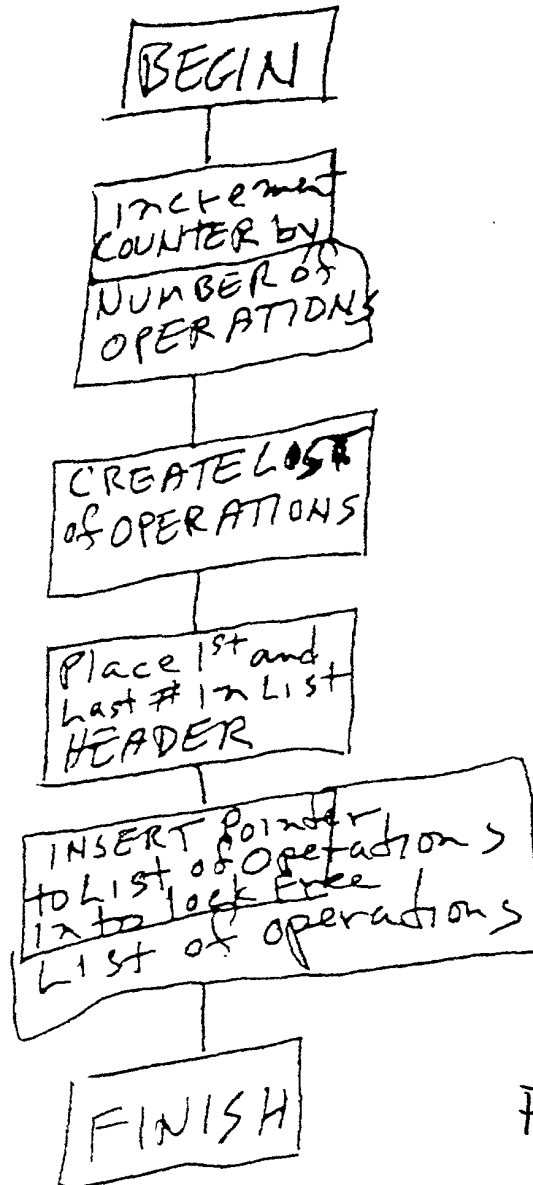 BEGIN
Increment
COUNTER by
NUMBER of
OPERATIONS
CREATE LIST
of OPERATIONS
Place 1st and
Last # In List
HEADER
INSERT Pointer
to List of Operations
into lock Free
List of operations
FINISH
F